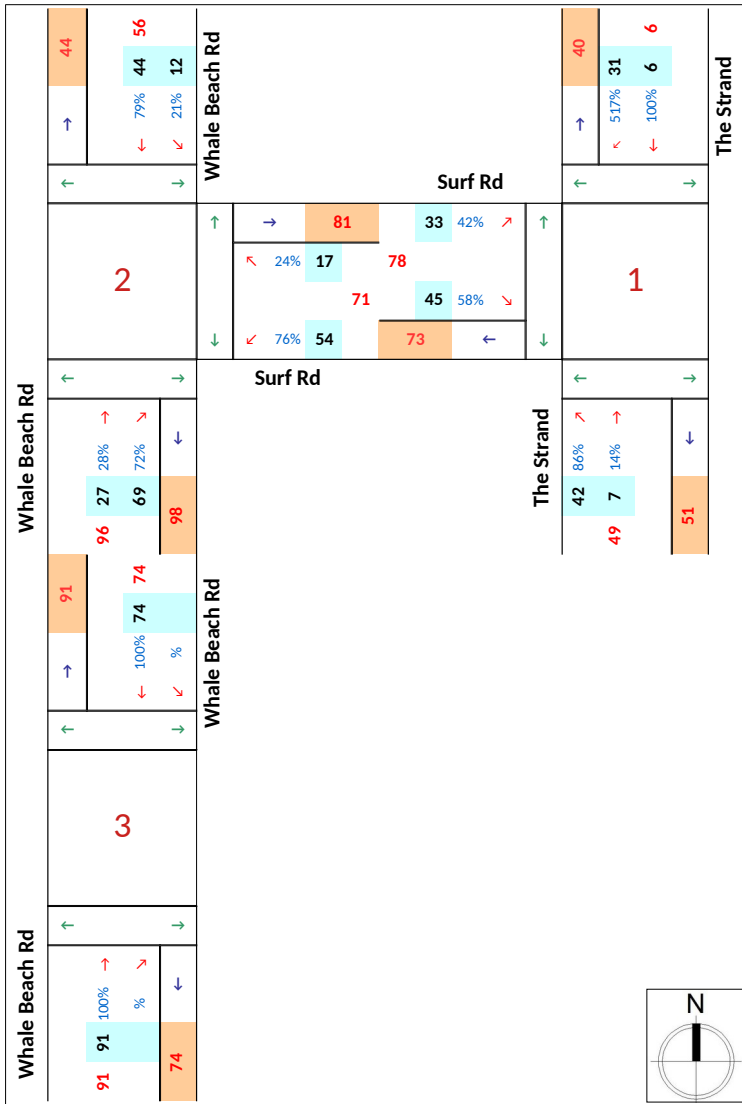 44
56
44 12
79% 21%
↑ ← ↙
← →
Whale Beach Rd
40
6
31 6
517% 100%
↑ ↙ ←
← →
The Strand
Surf Rd
2
↑ → 81 33 42% ↗ ↑
↖ 24% 17 78
71 45 58% ↘
↓ ↙ 76% 54 73 ← ↓
1
Surf Rd
← →
Whale Beach Rd
→ ↗ ↓
28% 72%
27 69
96 98
← →
The Strand
↗ → ↓
86% 14%
42 7
49 51
91
74
74
100% %
↑ ← ↙
← →
Whale Beach Rd
3
← →
Whale Beach Rd
→ ↗ ↓
100% %
91
91 74
N